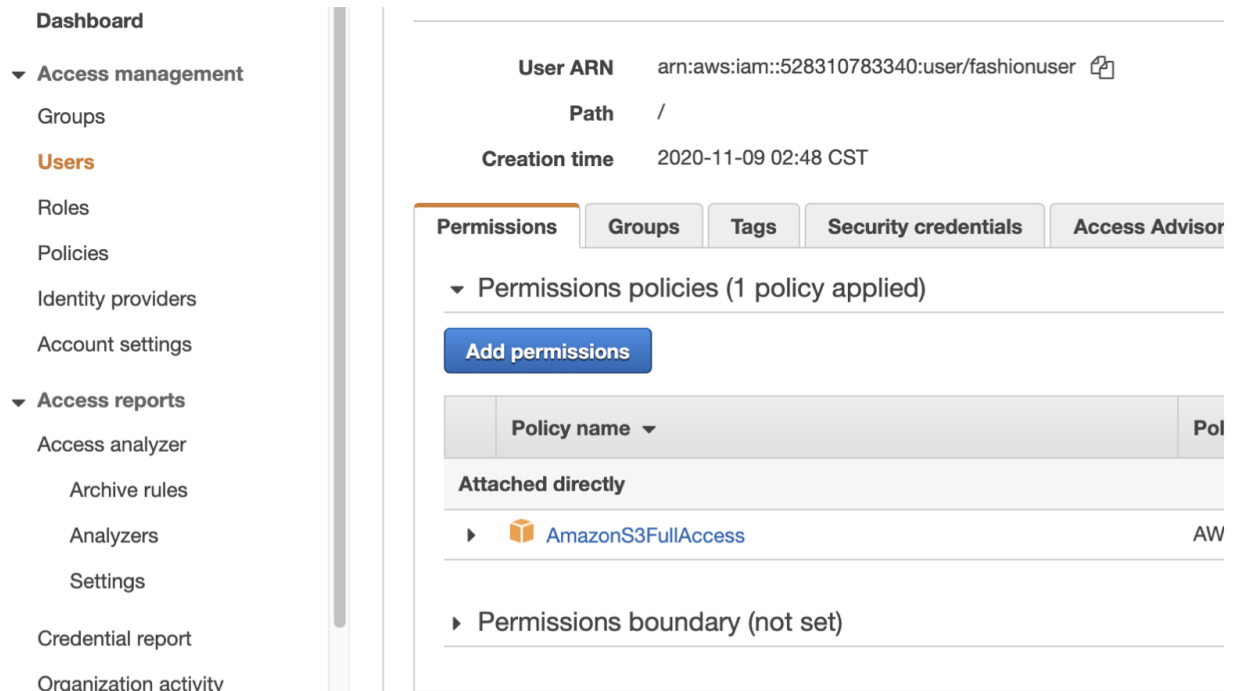 Dashboard
Access management
Groups
Users
Roles
Policies
Identity providers
Account settings
Access reports
Access analyzer
Archive rules
Analyzers
Settings
Credential report
Organization activity
User ARN arn:aws:iam::528310783340:user/fashionuser
Path /
Creation time 2020-11-09 02:48 CST
Permissions Groups Tags Security credentials Access Advisor
Permissions policies (1 policy applied)
Add permissions
Policy name Pol
Attached directly
AmazonS3FullAccess AW
Permissions boundary (not set)